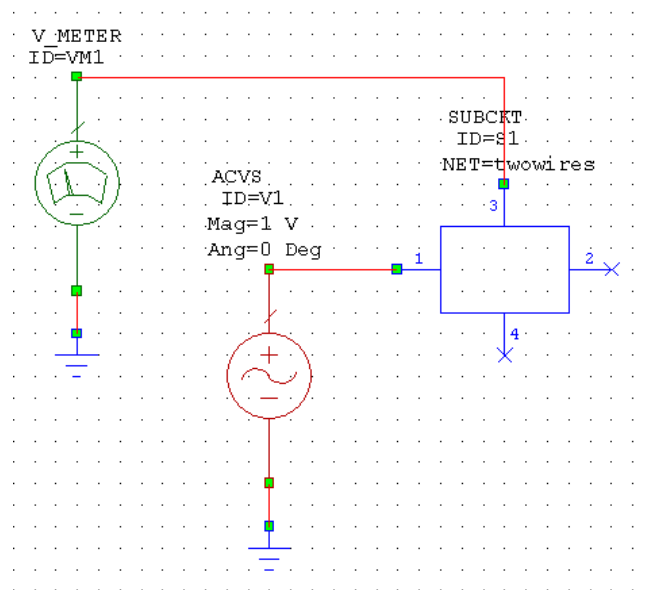 V_METER
ID=VM1
SUBCKT
ID=S1
NET=twowires
ACVS
ID=V1
Mag=1 V
Ang=0 Deg
3
1
2
4